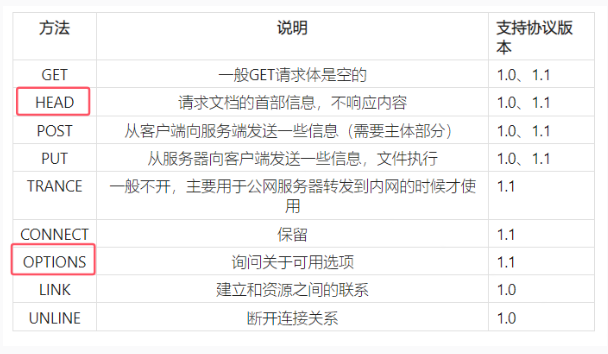 方法 说明 支持协议版
本
GET 一般GET请求体是空的 1.0、1.1
HEAD 请求文档的首部信息，不响应内容 1.0、1.1
POST 从客户端向服务端发送一些信息（需要主体部分） 1.0、1.1
PUT 从服务器向客户端发送一些信息，文件执行 1.0、1.1
TRANCE 一般不开，主要用于公网服务器转发到内网的时候才使 1.1
用
CONNECT 保留 1.1
OPTIONS 询问关于可用选项 1.1
LINK 建立和资源之间的联系 1.0
UNLINE 断开连接关系 1.0